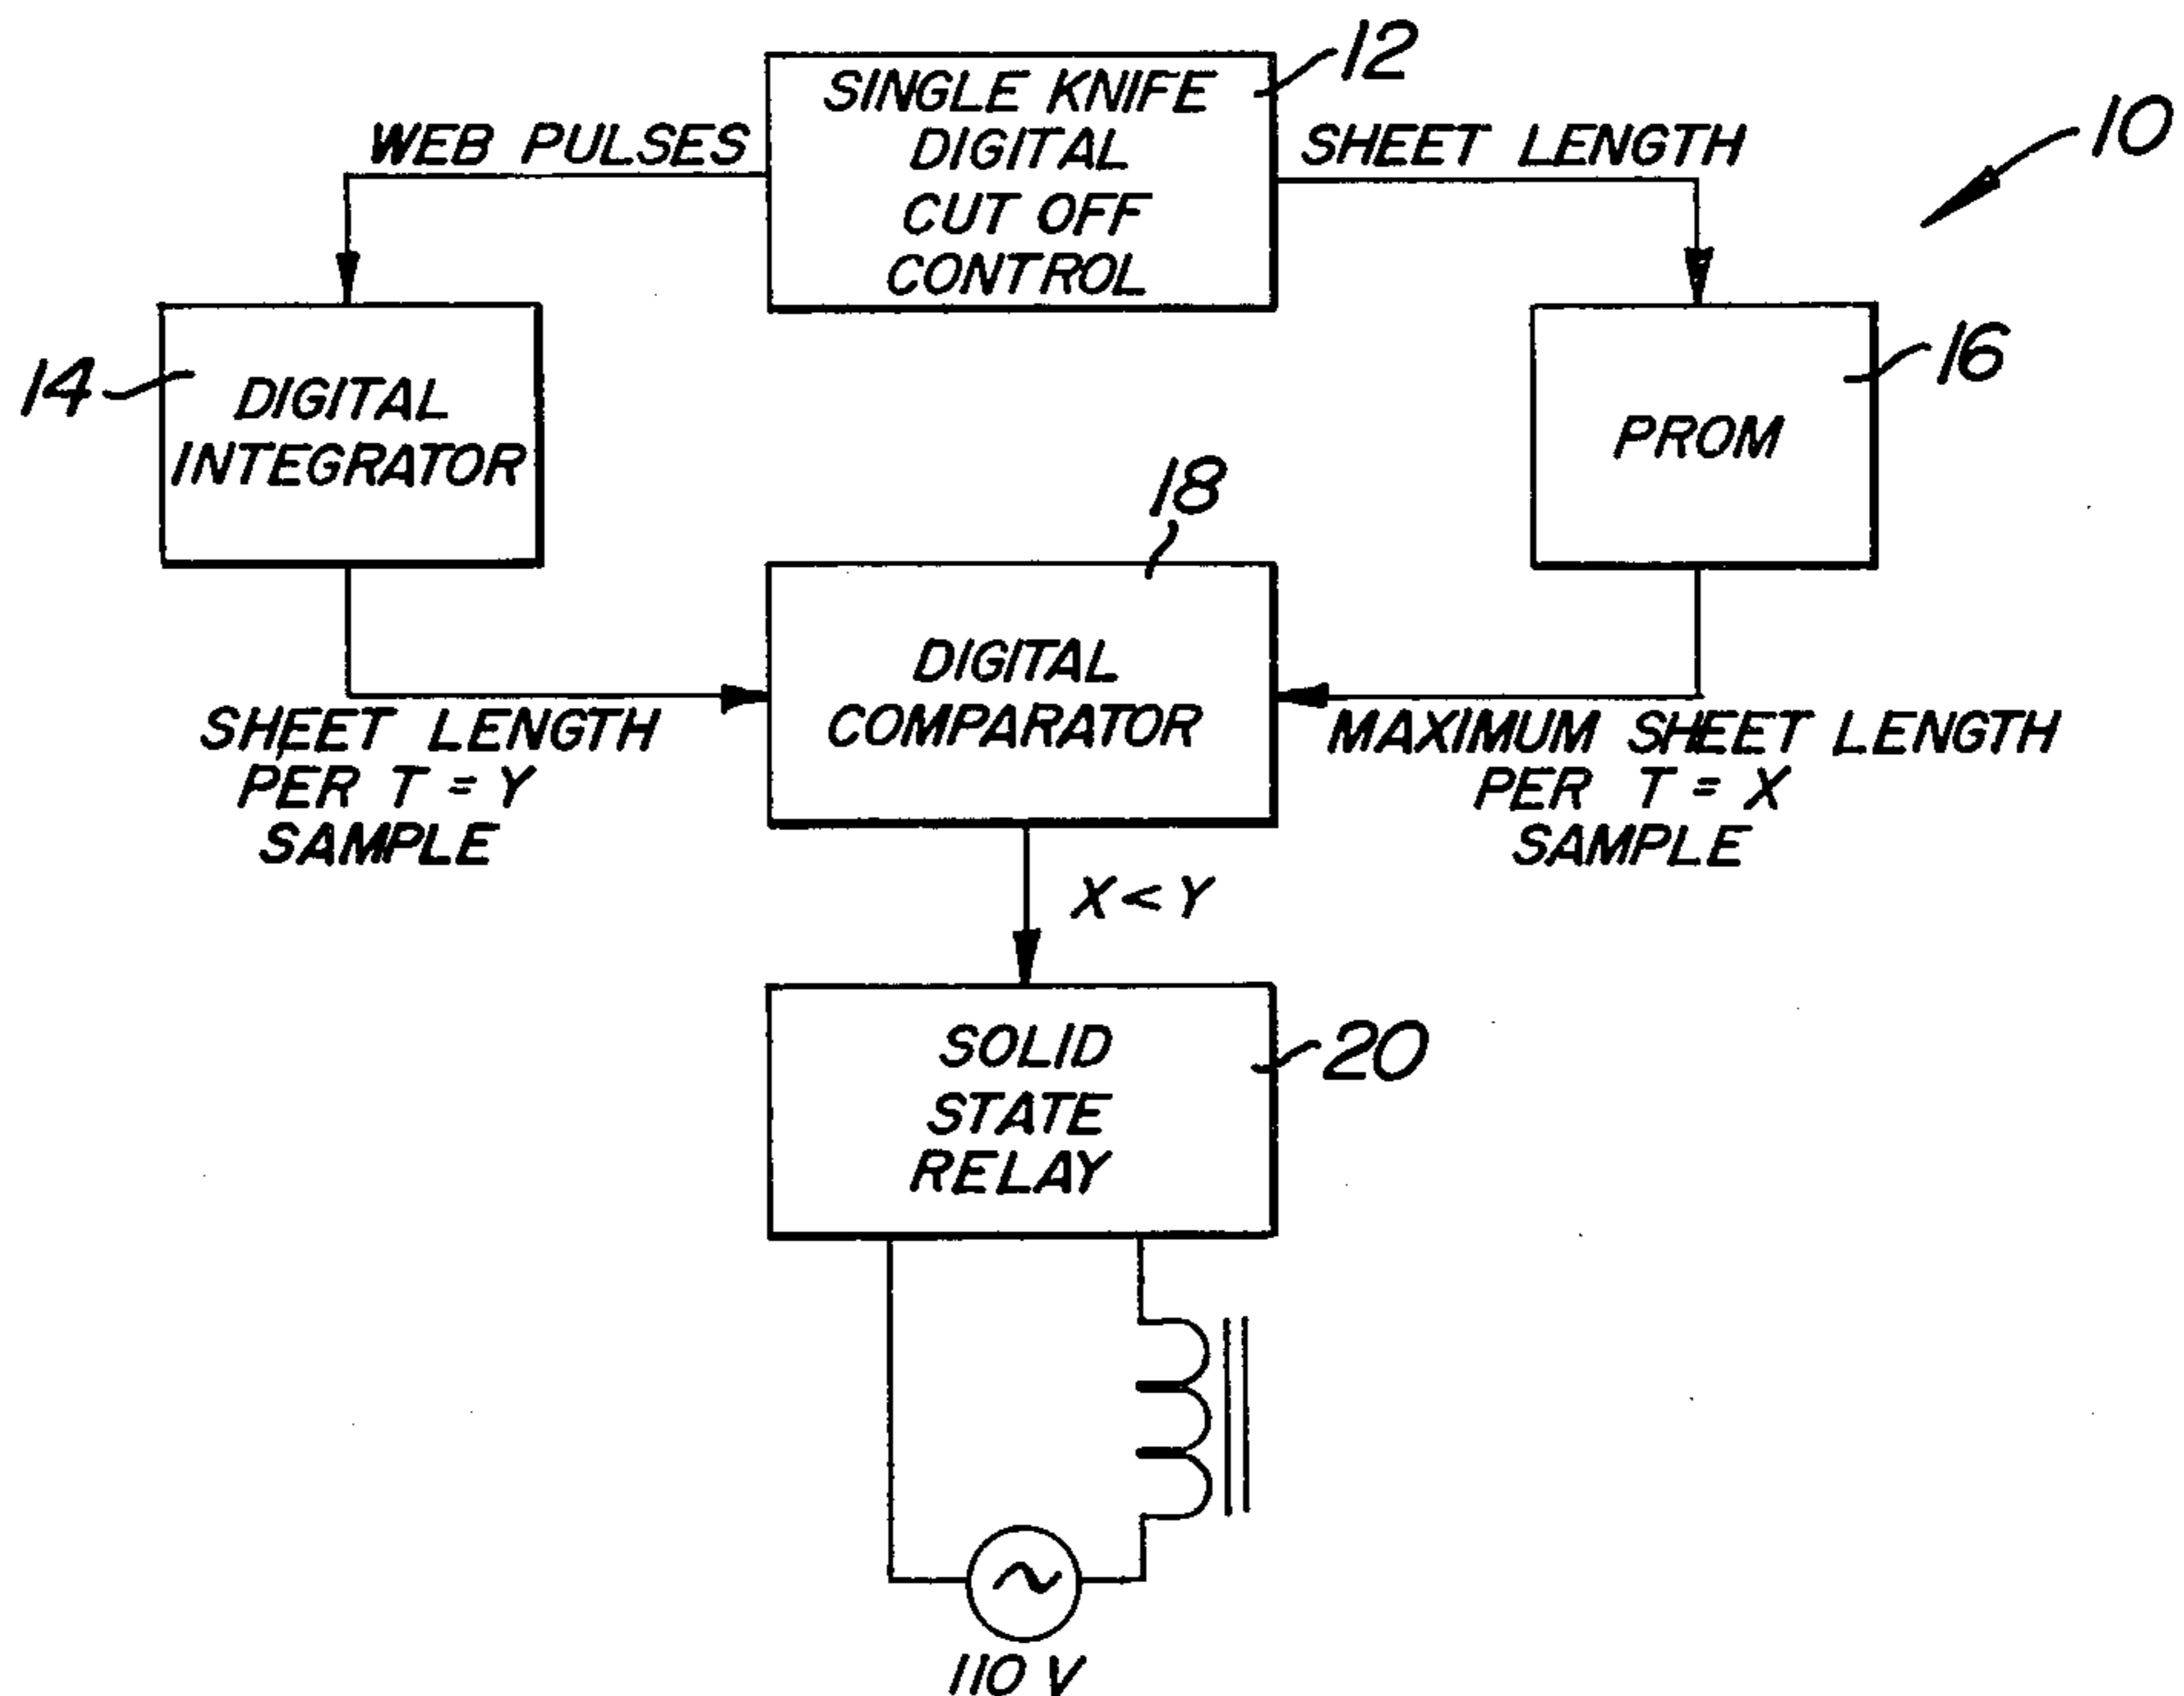 12
SINGLE KNIFE
DIGITAL
CUT OFF
CONTROL
WEB PULSES
SHEET LENGTH
10
14
DIGITAL
INTEGRATOR
16
PROM
18
DIGITAL
COMPARATOR
SHEET LENGTH
PER T = Y
SAMPLE
MAXIMUM SHEET LENGTH
PER T = X
SAMPLE
X < Y
SOLID
STATE
RELAY
20
110 V